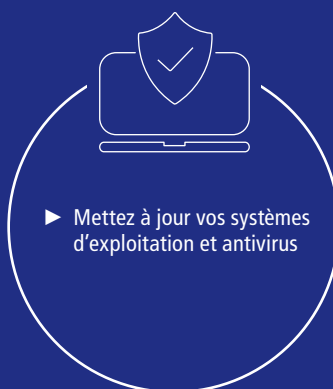 ► Mettez à jour vos systèmes
d’exploitation et antivirus